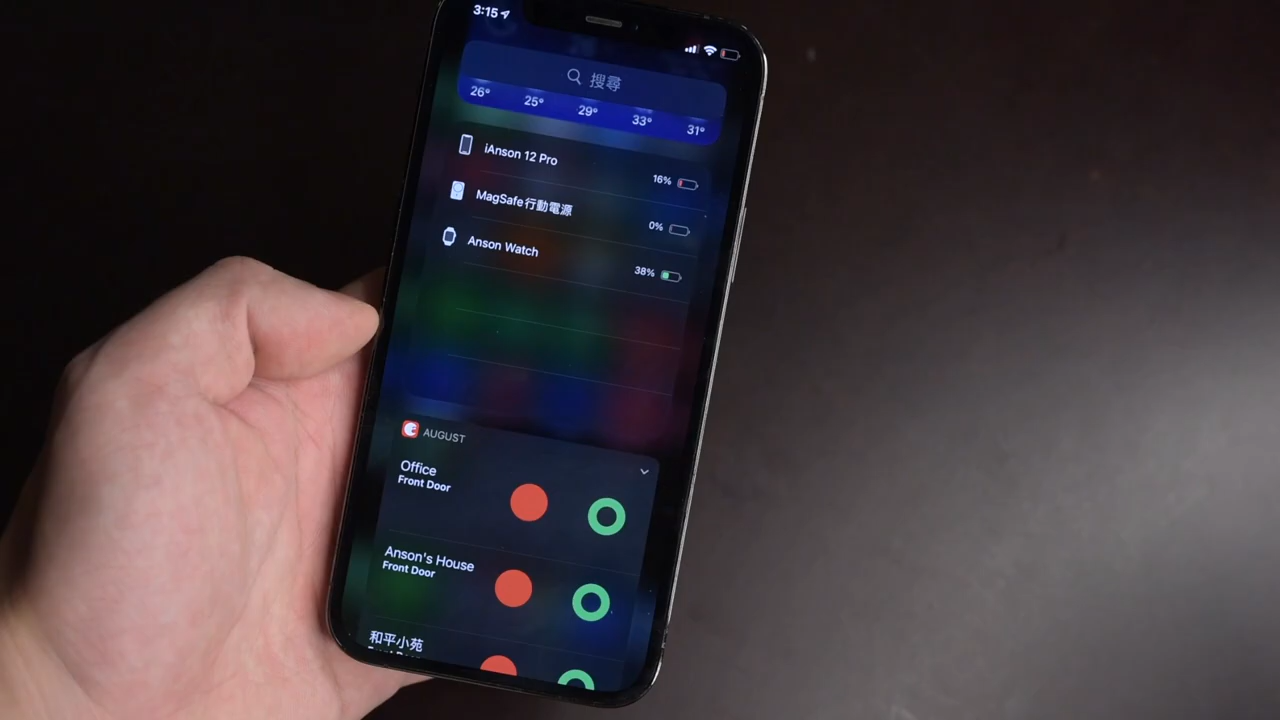 3:15
搜尋
26° 25° 29° 33° 31°
iAnson 12 Pro 16%
MagSafe行動電源 0%
Anson Watch 38%
AUGUST
Office
Front Door
Anson's House
Front Door
和平小苑